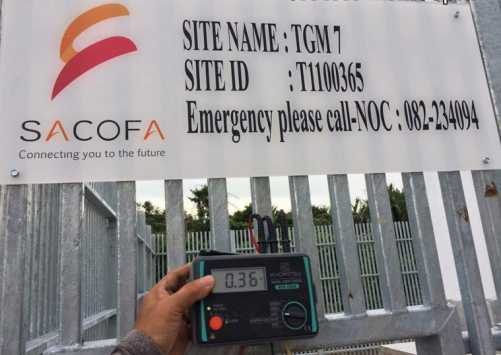 SACOFA
Connecting you to the future
SITE NAME : TGM 7
SITE ID : T1100365
Emergency please call-NOC : 082-234094
0.36